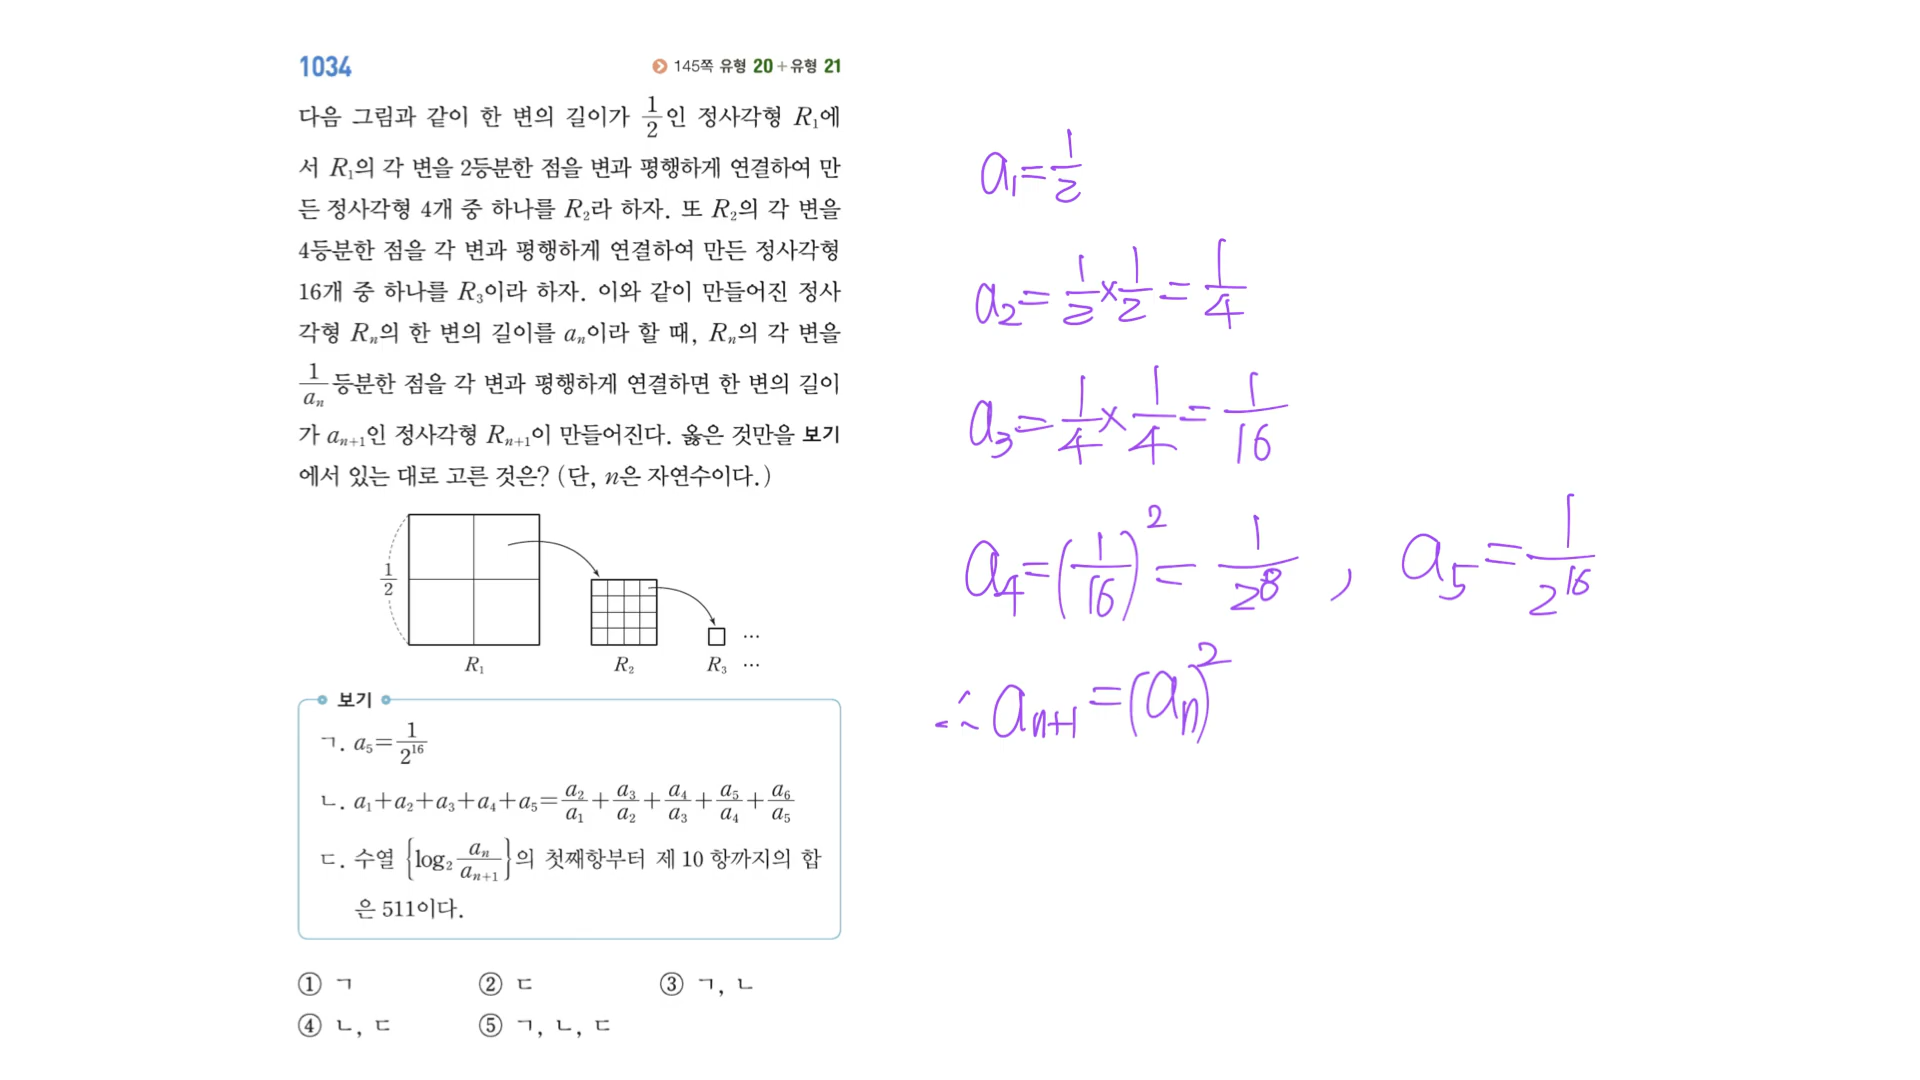 1034
145쪽 유형 20+유형 21
다음 그림과 같이 한 변의 길이가 1/2인 정사각형 R₁에
서 R₁의 각 변을 2등분한 점을 변과 평행하게 연결하여 만
든 정사각형 4개 중 하나를 R₂라 하자. 또 R₂의 각 변을
4등분한 점을 각 변과 평행하게 연결하여 만든 정사각형
16개 중 하나를 R₃이라 하자. 이와 같이 만들어진 정사
각형 Rₙ의 한 변의 길이를 aₙ이라 할 때, Rₙ의 각 변을
1/aₙ등분한 점을 각 변과 평행하게 연결하면 한 변의 길이
가 aₙ₊₁인 정사각형 Rₙ₊₁이 만들어진다. 옳은 것만을 보기
에서 있는 대로 고른 것은? (단, n은 자연수이다.)
1/2
R₁ R₂ R₃ …
…
보기
ㄱ. a₅=1/2¹⁶
ㄴ. a₁+a₂+a₃+a₄+a₅=a₂/a₁+a₃/a₂+a₄/a₃+a₅/a₄+a₆/a₅
ㄷ. 수열 {log₂ aₙ/aₙ₊₁}의 첫째항부터 제 10 항까지의 합
은 511이다.
① ㄱ ② ㄷ ③ ㄱ, ㄴ
④ ㄴ, ㄷ ⑤ ㄱ, ㄴ, ㄷ
a₁=1/2
a₂=1/2×1/2=1/4
a₃=1/4×1/4=1/16
a₄=(1/16)²=1/2⁸, a₅=1/2¹⁶
∴aₙ₊₁=(aₙ)²